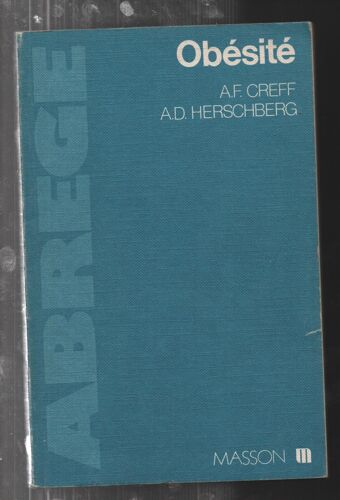 Obésité
A.F. CREFF
A.D. HERSCHBERG
ABREGE
MASSON m